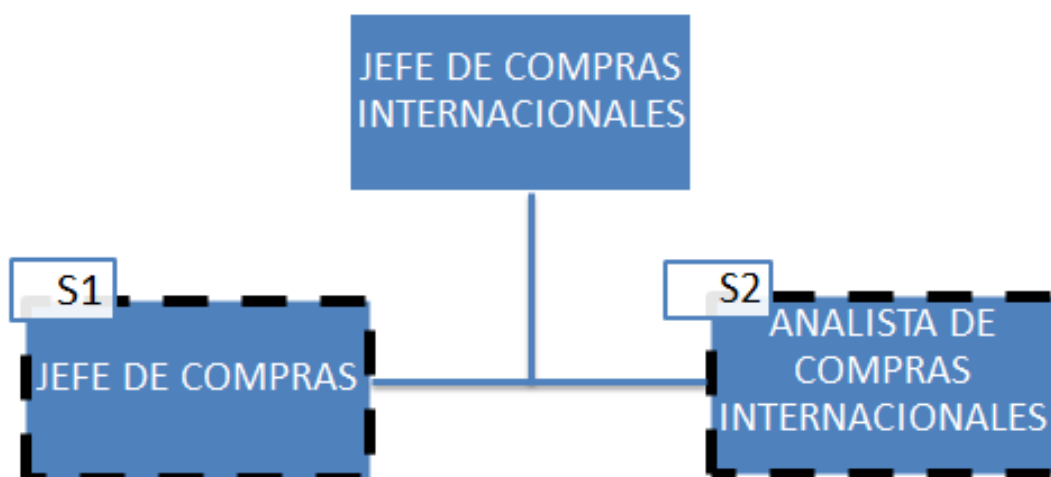 JEFE DE COMPRAS
INTERNACIONALES
S1
JEFE DE COMPRAS
S2
ANALISTA DE
COMPRAS
INTERNACIONALES